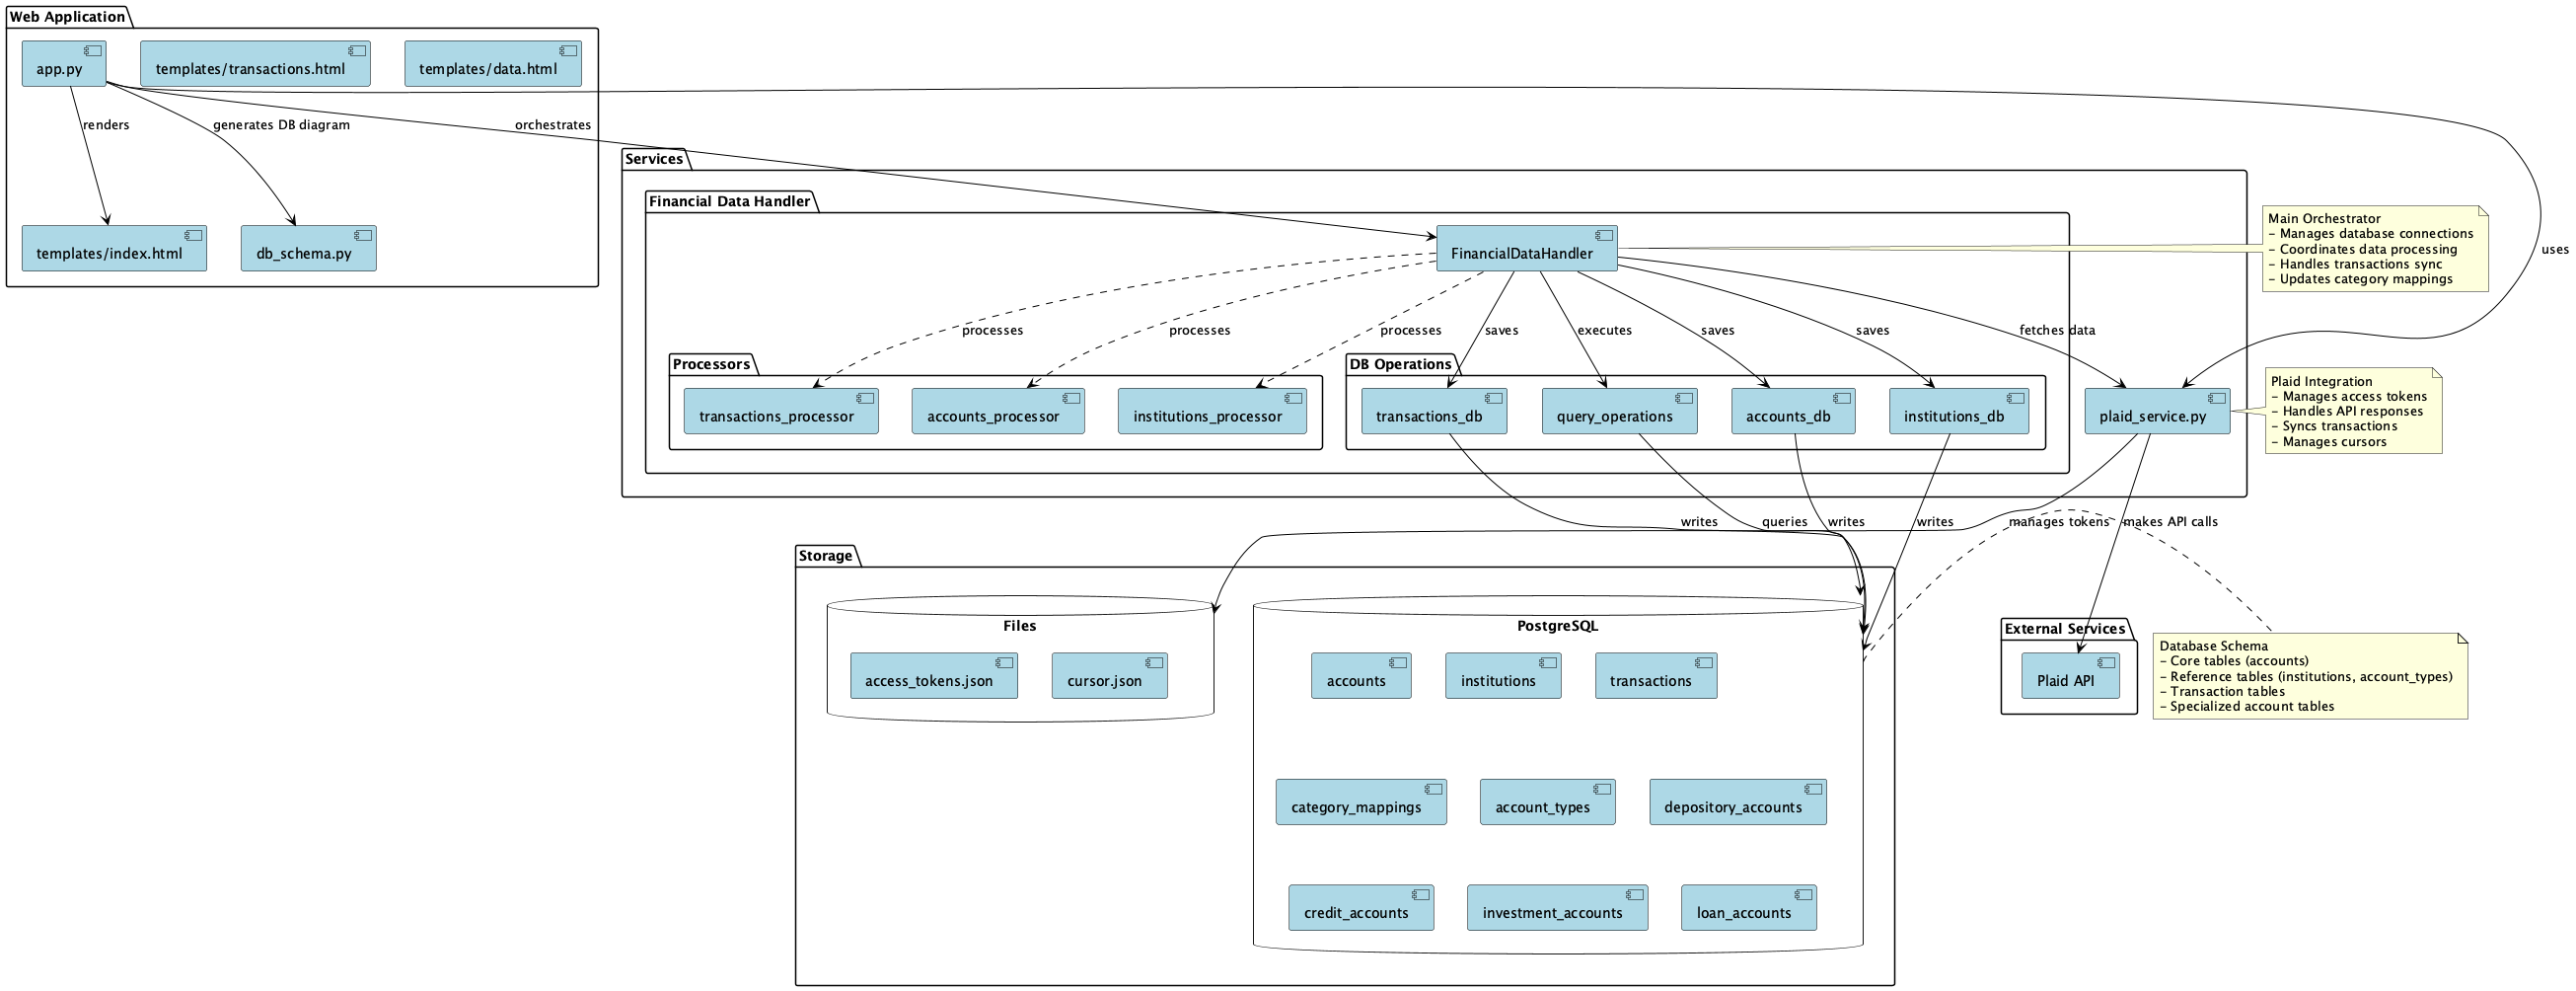 Web Application
app.py
templates/transactions.html
templates/data.html
renders
generates DB diagram
orchestrates
templates/index.html
db_schema.py
uses
Services
Financial Data Handler
FinancialDataHandler
Main Orchestrator
– Manages database connections
– Coordinates data processing
– Handles transactions sync
– Updates category mappings
processes
processes
processes
saves
executes
saves
saves
fetches data
Processors
transactions_processor
accounts_processor
institutions_processor
DB Operations
transactions_db
query_operations
accounts_db
institutions_db
plaid_service.py
Plaid Integration
– Manages access tokens
– Handles API responses
– Syncs transactions
– Manages cursors
writes
queries
writes
writes
manages tokens
makes API calls
Storage
Files
access_tokens.json
cursor.json
PostgreSQL
accounts
institutions
transactions
category_mappings
account_types
depository_accounts
credit_accounts
investment_accounts
loan_accounts
External Services
Plaid API
Database Schema
– Core tables (accounts)
– Reference tables (institutions, account_types)
– Transaction tables
– Specialized account tables